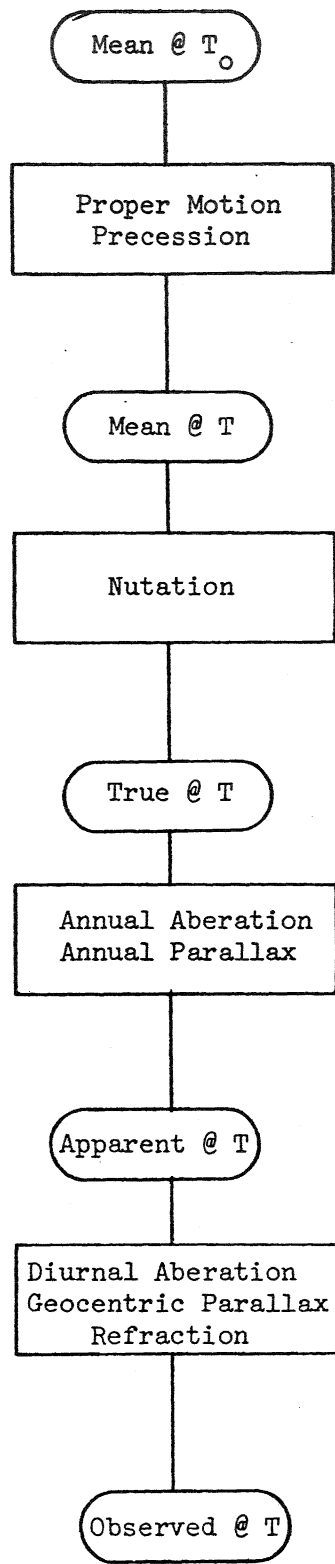 Mean @ To
Proper Motion
Precession
Mean @ T
Nutation
True @ T
Annual Aberation
Annual Parallax
Apparent @ T
Diurnal Aberation
Geocentric Parallax
Refraction
Observed @ T